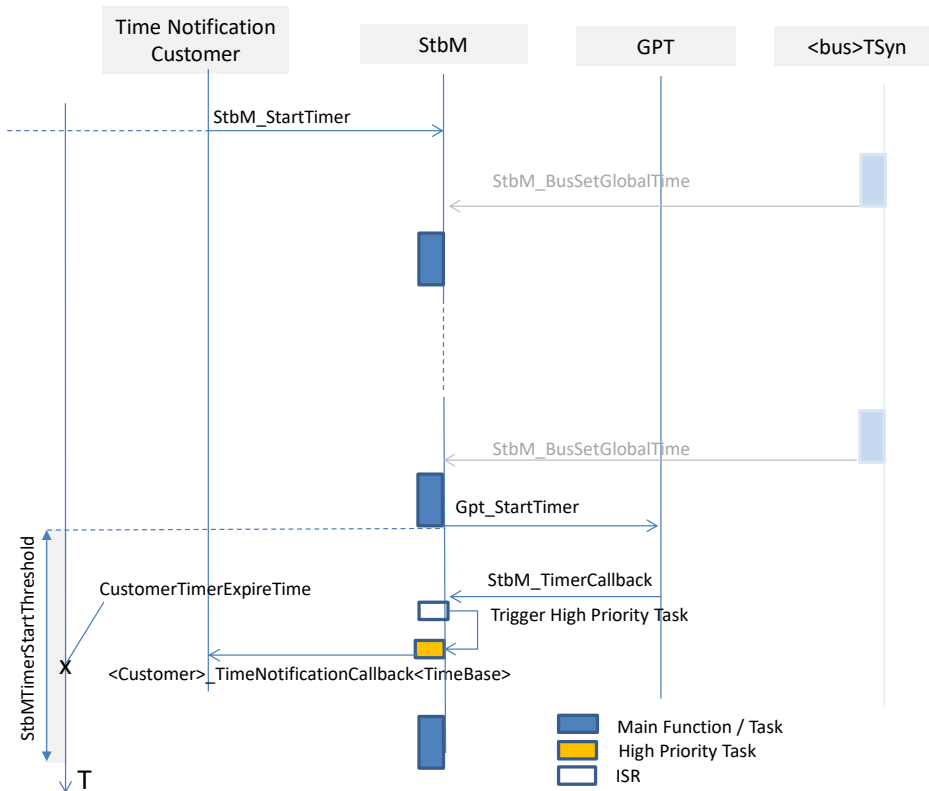 Time Notification
Customer
StbM
GPT
<bus>TSyn
StbM_StartTimer
StbM_BusSetGlobalTime
StbM_BusSetGlobalTime
Gpt_StartTimer
StbMTimerStartThreshold
CustomerTimerExpireTime
StbM_TimerCallback
Trigger High Priority Task
X
<Customer>_TimeNotificationCallback<TimeBase>
Main Function / Task
High Priority Task
ISR
T